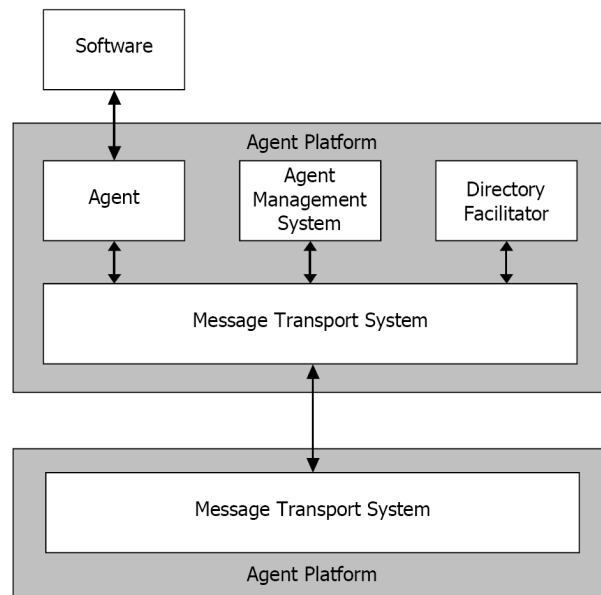 Software
Agent Platform
Agent
Agent
Management
System
Directory
Facilitator
Message Transport System
Message Transport System
Agent Platform